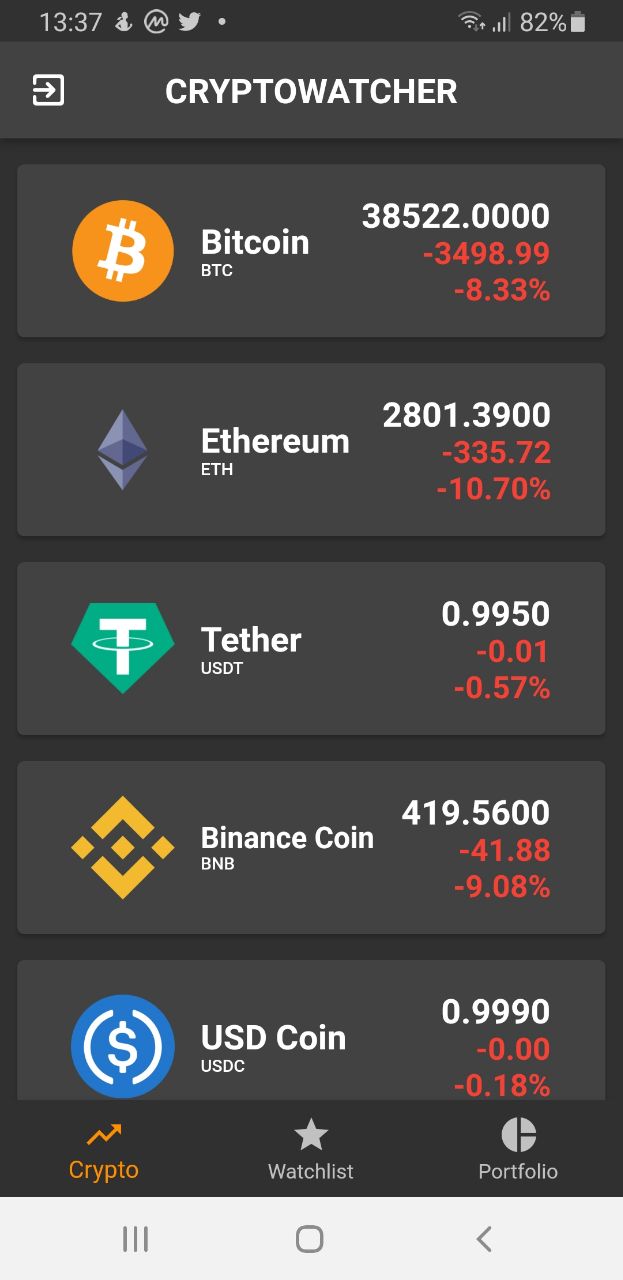 13:37 82%
CRYPTOWATCHER
38522.0000
Bitcoin
-3498.99
BTC
-8.33%
2801.3900
Ethereum
-335.72
ETH
-10.70%
0.9950
Tether
-0.01
USDT
-0.57%
419.5600
Binance Coin
-41.88
BNB
-9.08%
0.9990
USD Coin
-0.00
USDC
-0.18%
Crypto Watchlist Portfolio